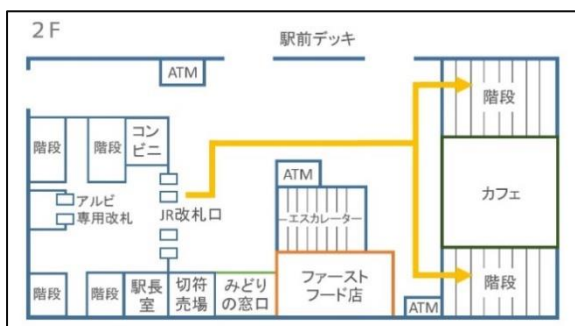 2F
駅前デッキ
ATM
階段
階段
階段
コン
ビニ
ATM
カフェ
アルビ
専用改札
JR改札口
エスカレーター
階段
階段
階段
駅長
室
切符
売場
みどり
の窓口
ファースト
フード店
ATM